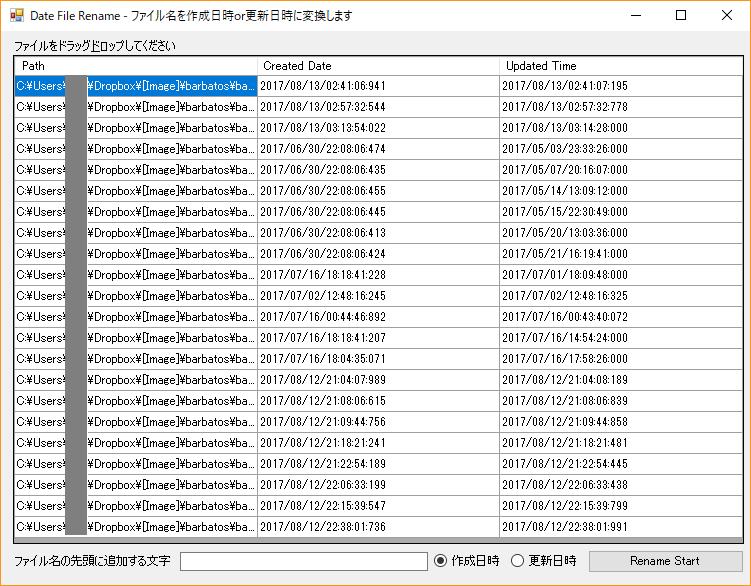 Date File Rename - ファイル名を作成日時or更新日時に変換します
ファイルをドラッグドロップしてください
Path Created Date Updated Time
C:¥Users¥ ¥Dropbox¥[Image]¥barbatos¥ba... 2017/08/13/02:41:06:941 2017/08/13/02:41:07:195
C:¥Users¥ ¥Dropbox¥[Image]¥barbatos¥ba... 2017/08/13/02:57:32:544 2017/08/13/02:57:32:778
C:¥Users¥ ¥Dropbox¥[Image]¥barbatos¥ba... 2017/08/13/03:13:54:022 2017/08/13/03:14:28:000
C:¥Users¥ ¥Dropbox¥[Image]¥barbatos¥ba... 2017/06/30/22:08:06:474 2017/05/03/23:33:26:000
C:¥Users¥ ¥Dropbox¥[Image]¥barbatos¥ba... 2017/06/30/22:08:06:435 2017/05/07/20:16:07:000
C:¥Users¥ ¥Dropbox¥[Image]¥barbatos¥ba... 2017/06/30/22:08:06:455 2017/05/14/13:09:12:000
C:¥Users¥ ¥Dropbox¥[Image]¥barbatos¥ba... 2017/06/30/22:08:06:445 2017/05/15/22:30:49:000
C:¥Users¥ ¥Dropbox¥[Image]¥barbatos¥ba... 2017/06/30/22:08:06:413 2017/05/20/13:03:36:000
C:¥Users¥ ¥Dropbox¥[Image]¥barbatos¥ba... 2017/06/30/22:08:06:424 2017/05/21/16:19:41:000
C:¥Users¥ ¥Dropbox¥[Image]¥barbatos¥ba... 2017/07/16/18:18:41:228 2017/07/01/18:09:48:000
C:¥Users¥ ¥Dropbox¥[Image]¥barbatos¥ba... 2017/07/02/12:48:16:245 2017/07/02/12:48:16:325
C:¥Users¥ ¥Dropbox¥[Image]¥barbatos¥ba... 2017/07/16/00:44:46:892 2017/07/16/00:43:40:072
C:¥Users¥ ¥Dropbox¥[Image]¥barbatos¥ba... 2017/07/16/18:18:41:207 2017/07/16/14:54:24:000
C:¥Users¥ ¥Dropbox¥[Image]¥barbatos¥ba... 2017/07/16/18:04:35:071 2017/07/16/17:58:26:000
C:¥Users¥ ¥Dropbox¥[Image]¥barbatos¥ba... 2017/08/12/21:04:07:989 2017/08/12/21:04:08:189
C:¥Users¥ ¥Dropbox¥[Image]¥barbatos¥ba... 2017/08/12/21:08:06:615 2017/08/12/21:08:06:839
C:¥Users¥ ¥Dropbox¥[Image]¥barbatos¥ba... 2017/08/12/21:09:44:756 2017/08/12/21:09:44:858
C:¥Users¥ ¥Dropbox¥[Image]¥barbatos¥ba... 2017/08/12/21:18:21:241 2017/08/12/21:18:21:481
C:¥Users¥ ¥Dropbox¥[Image]¥barbatos¥ba... 2017/08/12/21:22:54:189 2017/08/12/21:22:54:445
C:¥Users¥ ¥Dropbox¥[Image]¥barbatos¥ba... 2017/08/12/22:06:33:199 2017/08/12/22:06:33:438
C:¥Users¥ ¥Dropbox¥[Image]¥barbatos¥ba... 2017/08/12/22:15:39:547 2017/08/12/22:15:39:799
C:¥Users¥ ¥Dropbox¥[Image]¥barbatos¥ba... 2017/08/12/22:38:01:736 2017/08/12/22:38:01:991
ファイル名の先頭に追加する文字 作成日時 更新日時 Rename Start